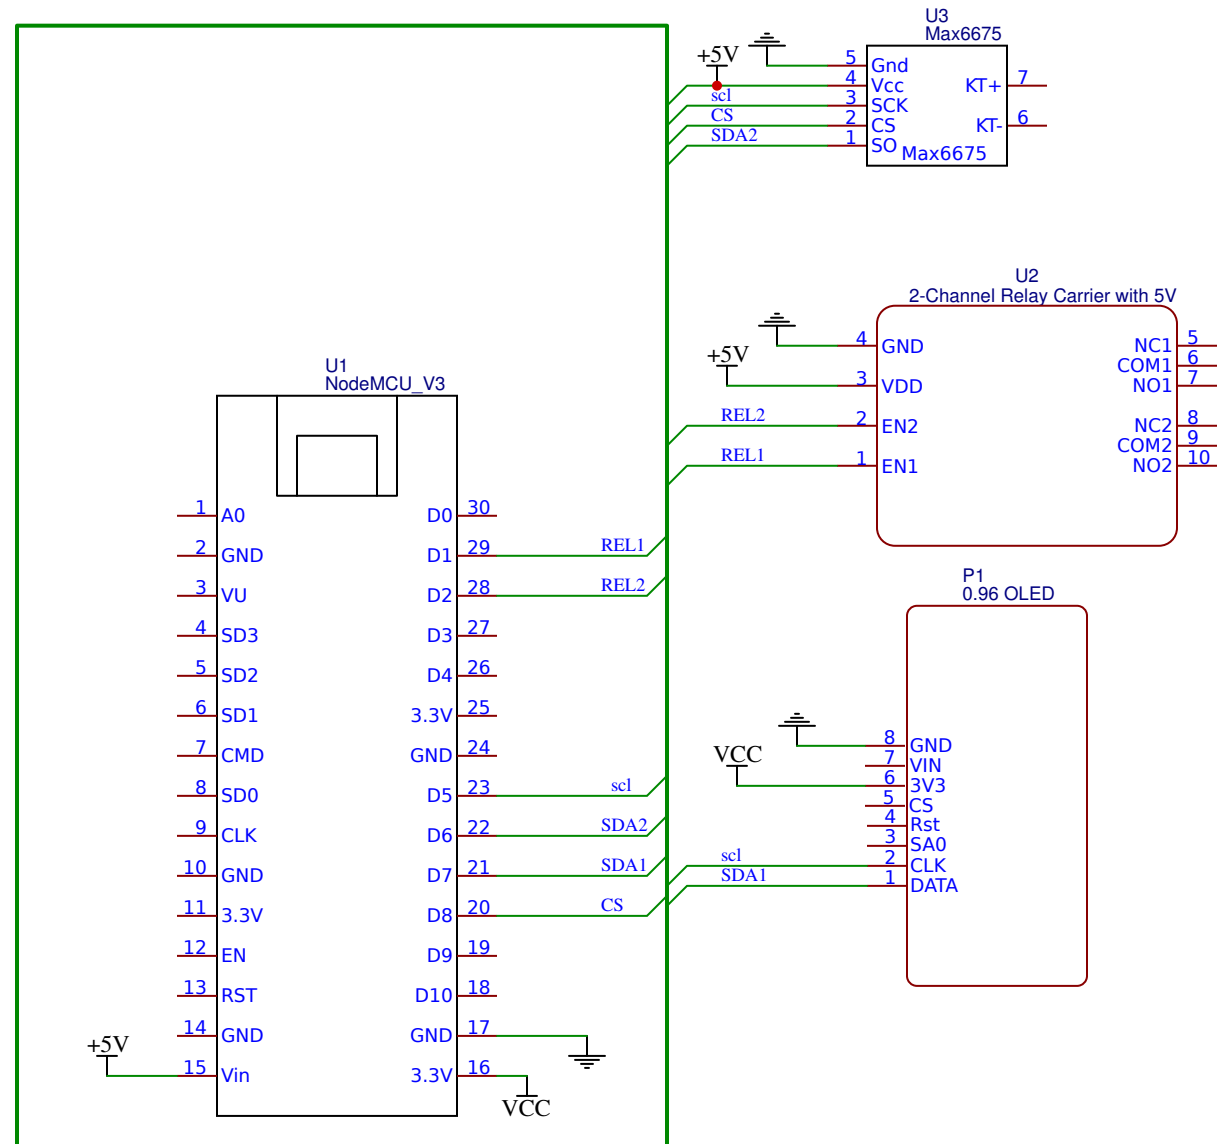 U3
Max6675
+5V
5 Gnd
4 Vcc
KT+ 7
scl
3 SCK
CS
2 CS
KT- 6
SDA2
1 SO
Max6675
U2
2-Channel Relay Carrier with 5V
4 GND
NC1 5
+5V
COM1 6
3 VDD
NO1 7
REL2
2 EN2
NC2 8
COM2 9
REL1
1 EN1
NO2 10
U1
NodeMCU_V3
1 A0
D0 30
2 GND
D1 29
REL1
3 VU
D2 28
REL2
4 SD3
D3 27
5 SD2
D4 26
6 SD1
3.3V 25
7 CMD
GND 24
8 SD0
D5 23
scl
9 CLK
D6 22
SDA2
10 GND
D7 21
SDA1
11 3.3V
D8 20
CS
12 EN
D9 19
13 RST
D10 18
14 GND
GND 17
+5V
15 Vin
3.3V 16
VCC
P1
0.96 OLED
8 GND
VCC
7 VIN
6 3V3
5 CS
4 Rst
3 SA0
scl
2 CLK
SDA1
1 DATA